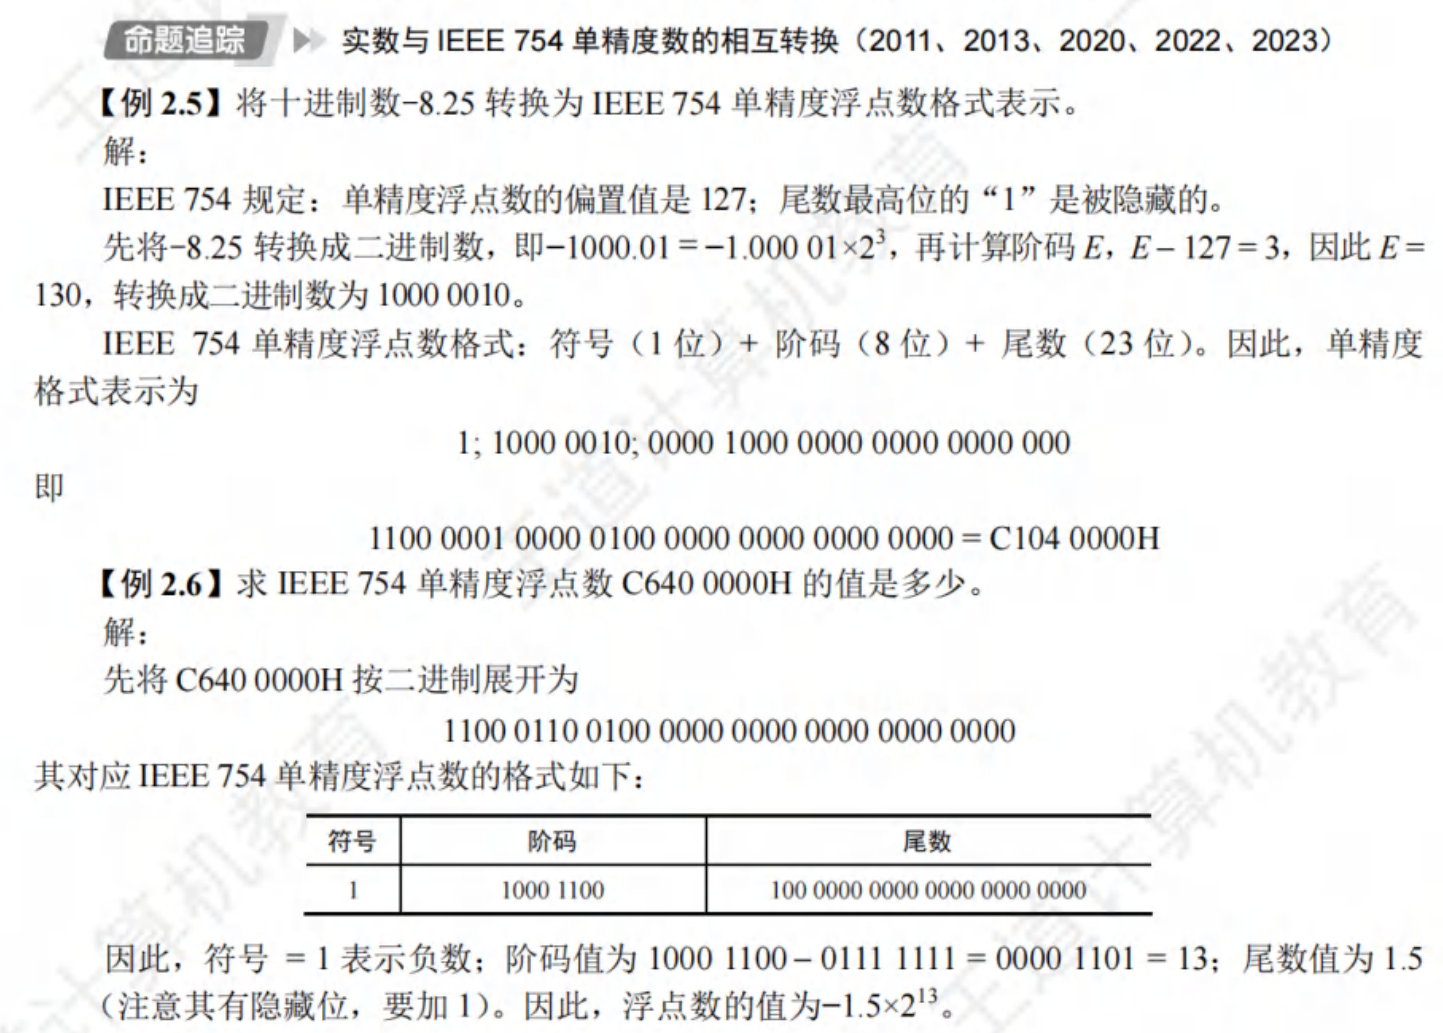 命题追踪 实数与 IEEE 754 单精度数的相互转换（2011、2013、2020、2022、2023）
【例 2.5】将十进制数−8.25 转换为 IEEE 754 单精度浮点数格式表示。
解：
IEEE 754 规定：单精度浮点数的偏置值是 127；尾数最高位的“1”是被隐藏的。
先将−8.25 转换成二进制数，即−1000.01 = −1.000 01×2³，再计算阶码 E，E − 127 = 3，因此 E =
130，转换成二进制数为 1000 0010。
IEEE 754 单精度浮点数格式：符号（1 位）+ 阶码（8 位）+ 尾数（23 位）。因此，单精度
格式表示为
1; 1000 0010; 0000 1000 0000 0000 0000 000
即
1100 0001 0000 0100 0000 0000 0000 0000 = C104 0000H
【例 2.6】求 IEEE 754 单精度浮点数 C640 0000H 的值是多少。
解：
先将 C640 0000H 按二进制展开为
1100 0110 0100 0000 0000 0000 0000 0000
其对应 IEEE 754 单精度浮点数的格式如下：
符号 阶码 尾数
1 1000 1100 100 0000 0000 0000 0000 0000
因此，符号 = 1 表示负数；阶码值为 1000 1100 − 0111 1111 = 0000 1101 = 13；尾数值为 1.5
（注意其有隐藏位，要加 1）。因此，浮点数的值为−1.5×2¹³。
王道计算机教育